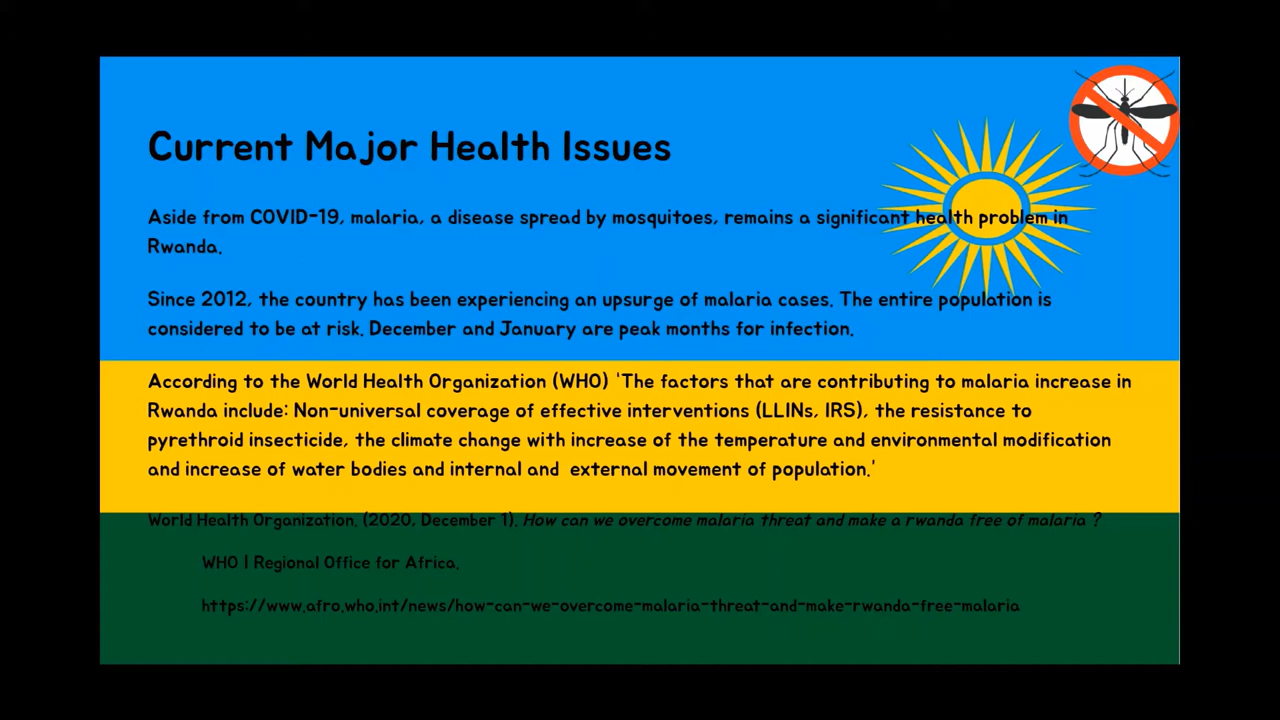 Current Major Health Issues
Aside from COVID-19, malaria, a disease spread by mosquitoes, remains a significant health problem in
Rwanda.
Since 2012, the country has been experiencing an upsurge of malaria cases. The entire population is
considered to be at risk. December and January are peak months for infection.
According to the World Health Organization (WHO) 'The factors that are contributing to malaria increase in
Rwanda include: Non-universal coverage of effective interventions (LLINs, IRS), the resistance to
pyrethroid insecticide, the climate change with increase of the temperature and environmental modification
and increase of water bodies and internal and  external movement of population.'
World Health Organization. (2020, December 1). How can we overcome malaria threat and make a rwanda free of malaria ?
WHO | Regional Office for Africa.
https://www.afro.who.int/news/how-can-we-overcome-malaria-threat-and-make-rwanda-free-malaria